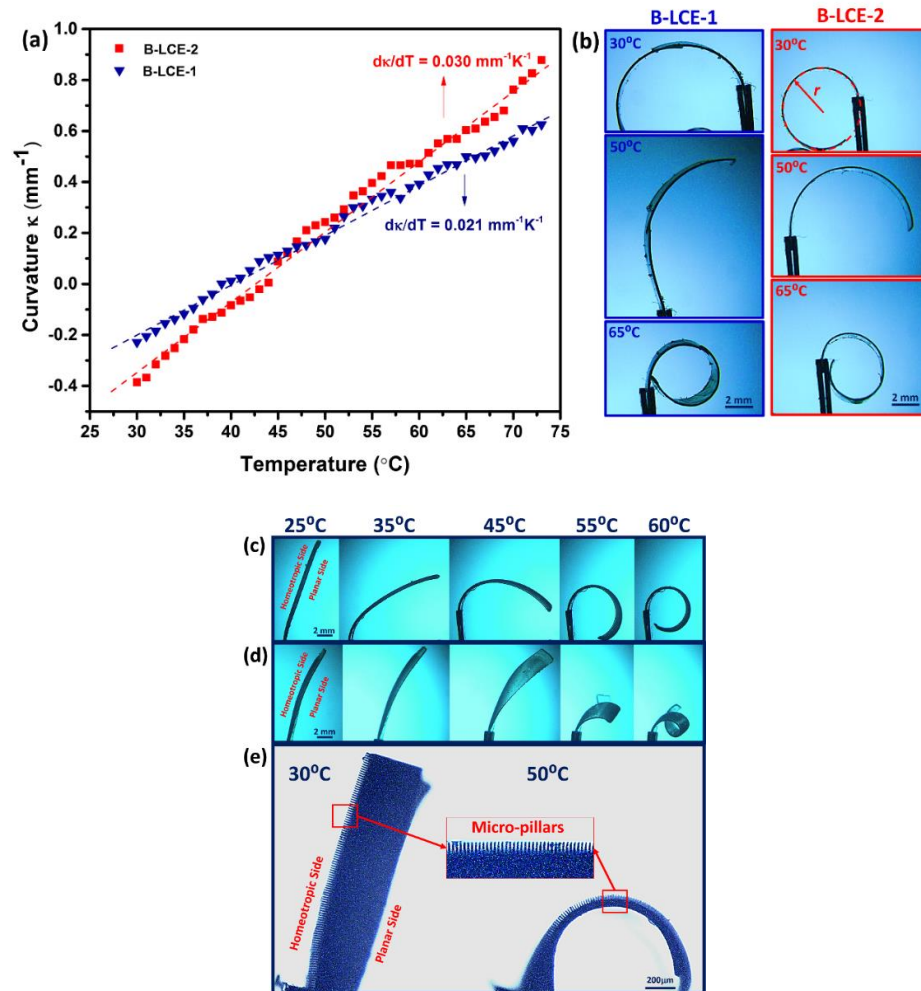 (a)
B-LCE-2
B-LCE-1
dκ/dT = 0.030 mm⁻¹K⁻¹
dκ/dT = 0.021 mm⁻¹K⁻¹
Curvature κ (mm⁻¹)
1.0
0.8
0.6
0.4
0.2
0.0
-0.2
-0.4
25 30 35 40 45 50 55 60 65 70 75
Temperature (°C)
(b)
B-LCE-1
B-LCE-2
30°C
30°C
r
50°C
50°C
65°C
65°C
2 mm
2 mm
25°C 35°C 45°C 55°C 60°C
(c)
Homeotropic Side
Planar Side
2 mm
(d)
Homeotropic Side
Planar Side
2 mm
(e)
30°C
50°C
Micro-pillars
Homeotropic Side
Planar Side
200μm